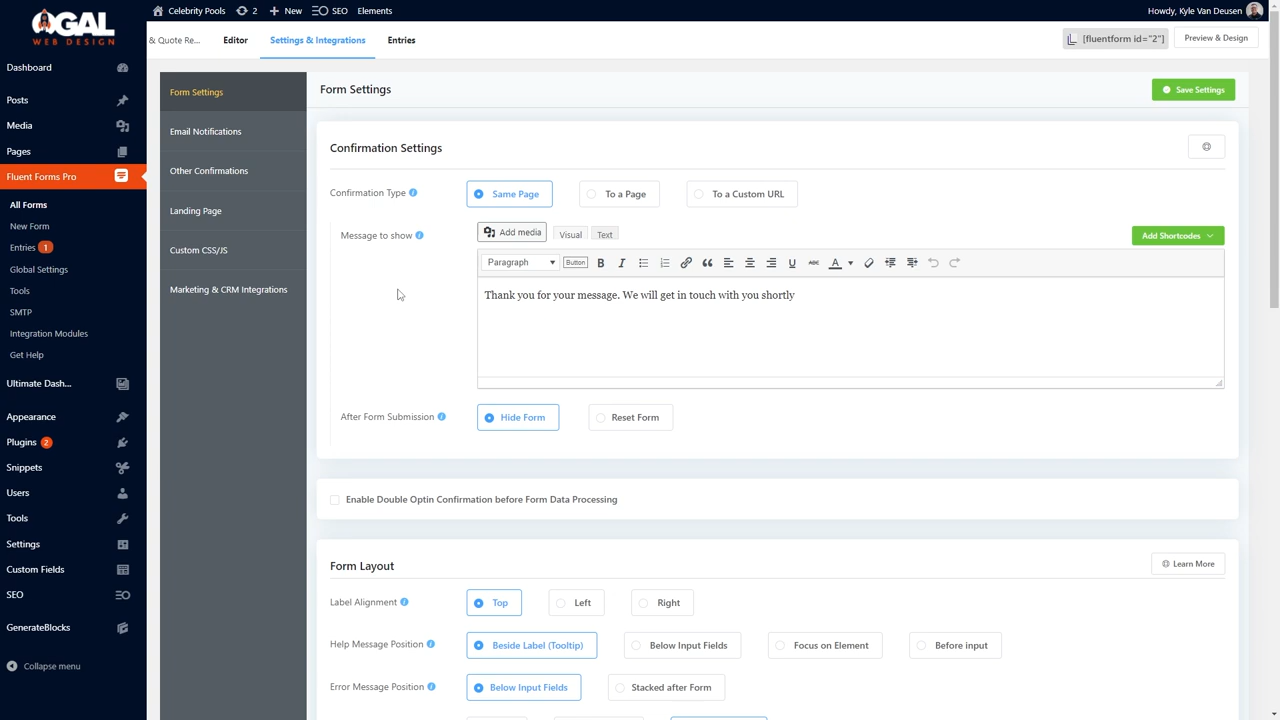 Celebrity Pools
2
New
SEO
Elements
Howdy, Kyle Van Deusen
OGAL
WEB DESIGN
& Quote Re...
Editor
Settings & Integrations
Entries
[fluentform id="2"]
Preview & Design
Dashboard
Posts
Media
Pages
Fluent Forms Pro
All Forms
New Form
Entries 1
Global Settings
Tools
SMTP
Integration Modules
Get Help
Ultimate Dash...
Appearance
Plugins 2
Snippets
Users
Tools
Settings
Custom Fields
SEO
GenerateBlocks
Collapse menu
Form Settings
Email Notifications
Other Confirmations
Landing Page
Custom CSS/JS
Marketing & CRM Integrations
Form Settings
Save Settings
Confirmation Settings
Confirmation Type
Same Page
To a Page
To a Custom URL
Message to show
Add media
Visual
Text
Add Shortcodes
Paragraph
Button
B
I
U
ABC
A
Thank you for your message. We will get in touch with you shortly
After Form Submission
Hide Form
Reset Form
Enable Double Optin Confirmation before Form Data Processing
Form Layout
Learn More
Label Alignment
Top
Left
Right
Help Message Position
Beside Label (Tooltip)
Below Input Fields
Focus on Element
Before input
Error Message Position
Below Input Fields
Stacked after Form